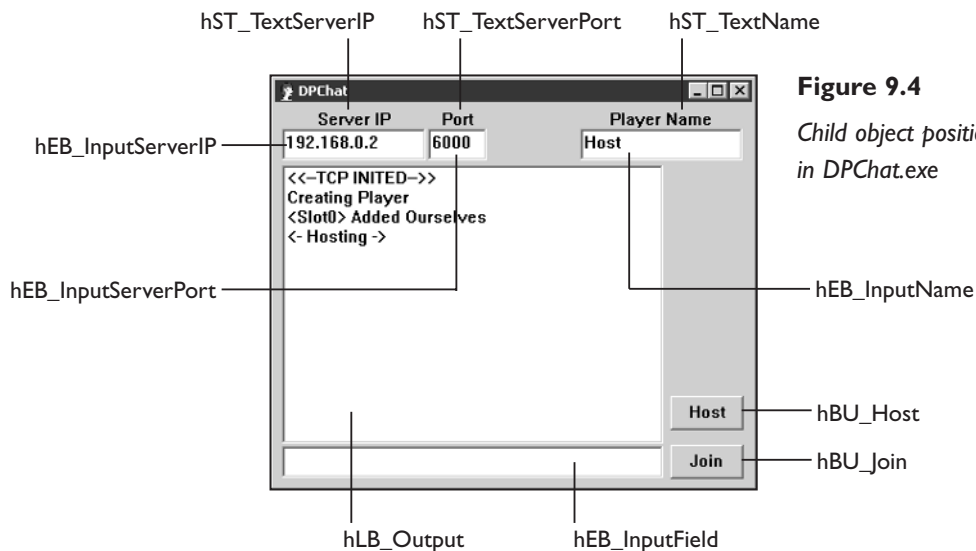 hST_TextServerIP hST_TextServerPort hST_TextName
DPChat
Server IP Port Player Name
192.168.0.2 6000 Host
hEB_InputServerIP
<<-TCP INITED->>
Creating Player
<Slot0> Added Ourselves
<- Hosting ->
hEB_InputServerPort
hEB_InputName
Host
hBU_Host
Join
hBU_Join
hLB_Output hEB_InputField
Figure 9.4
Child object
in DPChat.exe